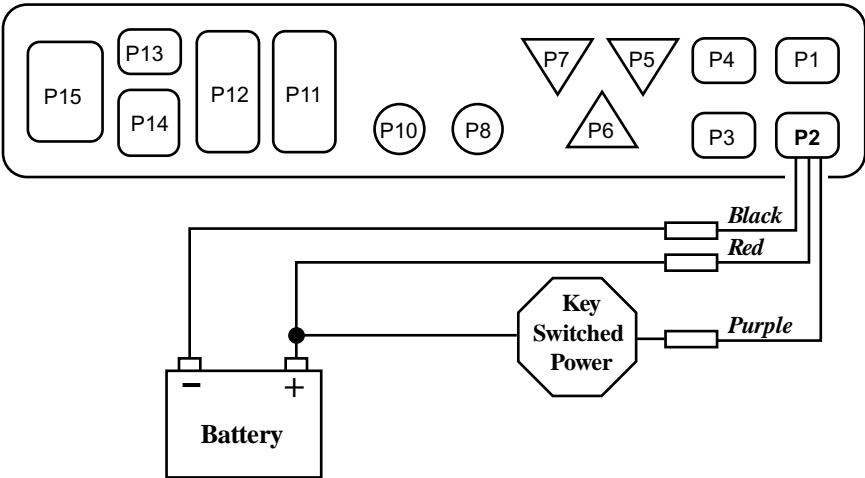 P15
P13
P14
P12
P11
P10
P8
P7
P5
P6
P4
P1
P3
P2
Black
Red
Purple
Key
Switched
Power
− +
Battery